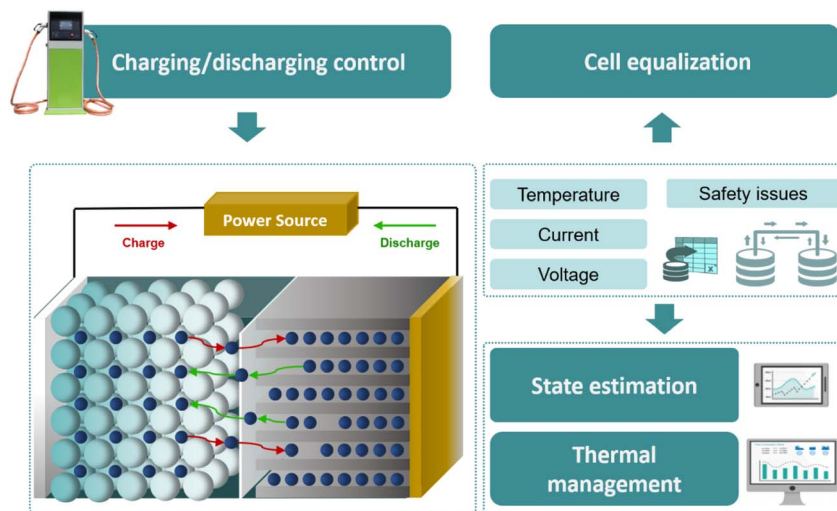 Charging/discharging control
Cell equalization
Power Source
Charge
Discharge
Temperature
Safety issues
Current
Voltage
State estimation
Thermal
management